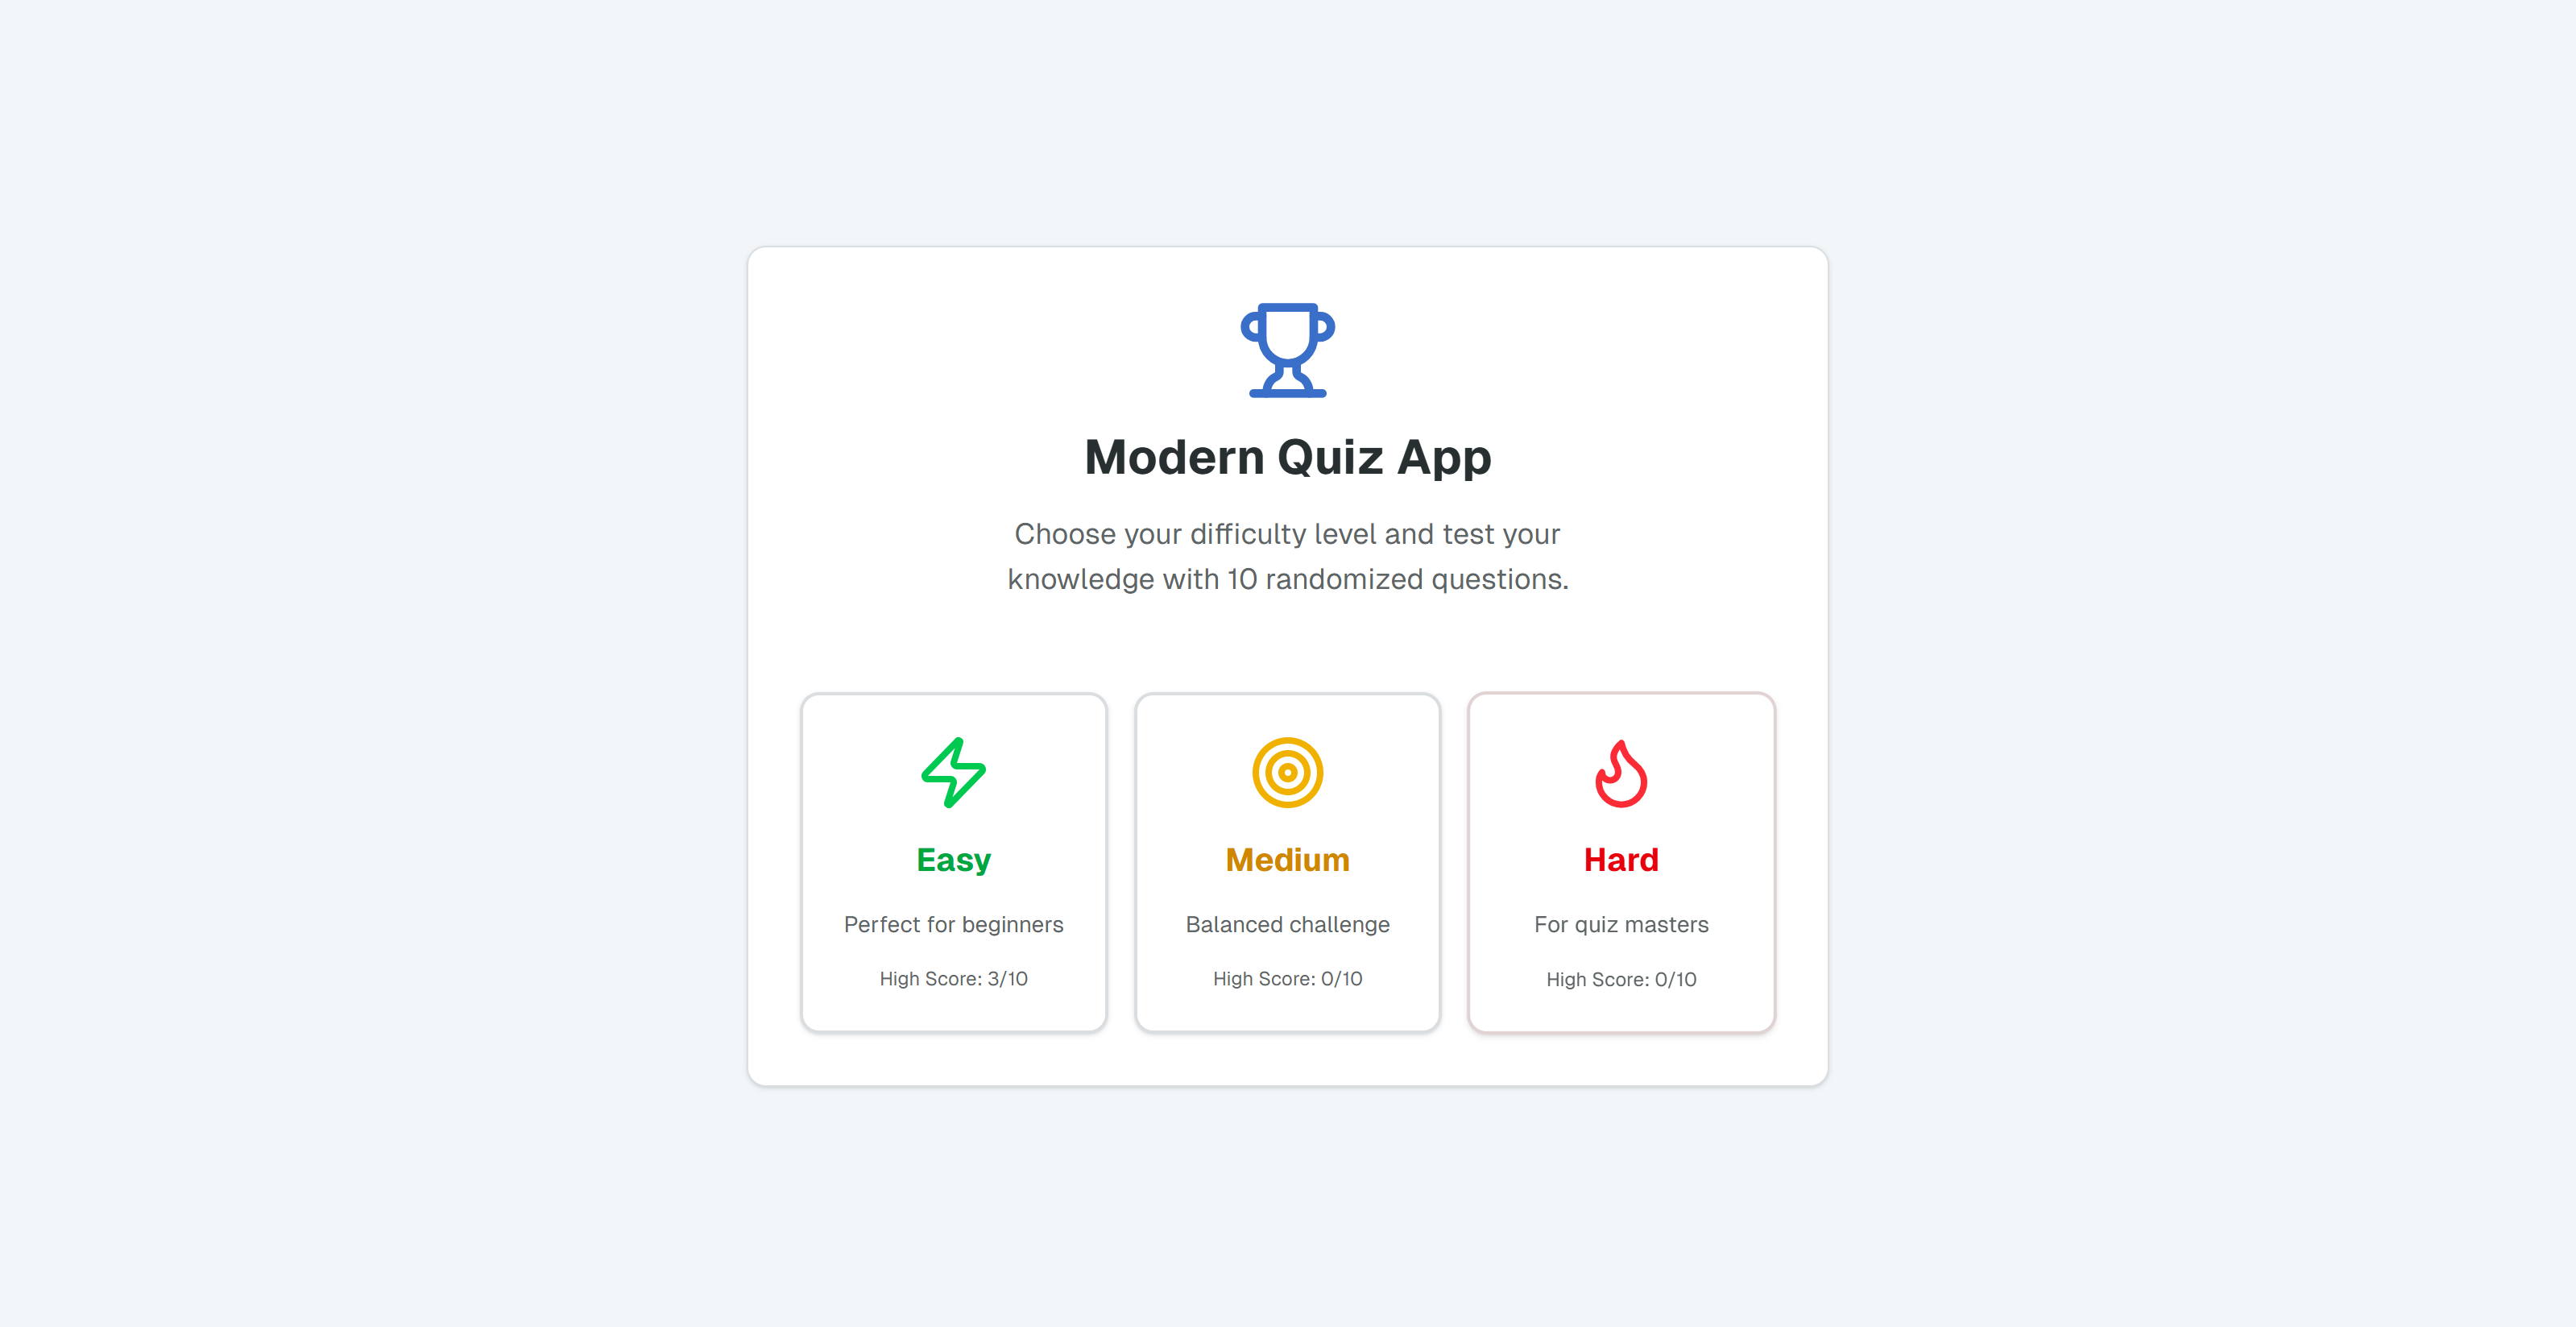 Modern Quiz App
Choose your difficulty level and test your
knowledge with 10 randomized questions.
Easy
Perfect for beginners
High Score: 3/10
Medium
Balanced challenge
High Score: 0/10
Hard
For quiz masters
High Score: 0/10